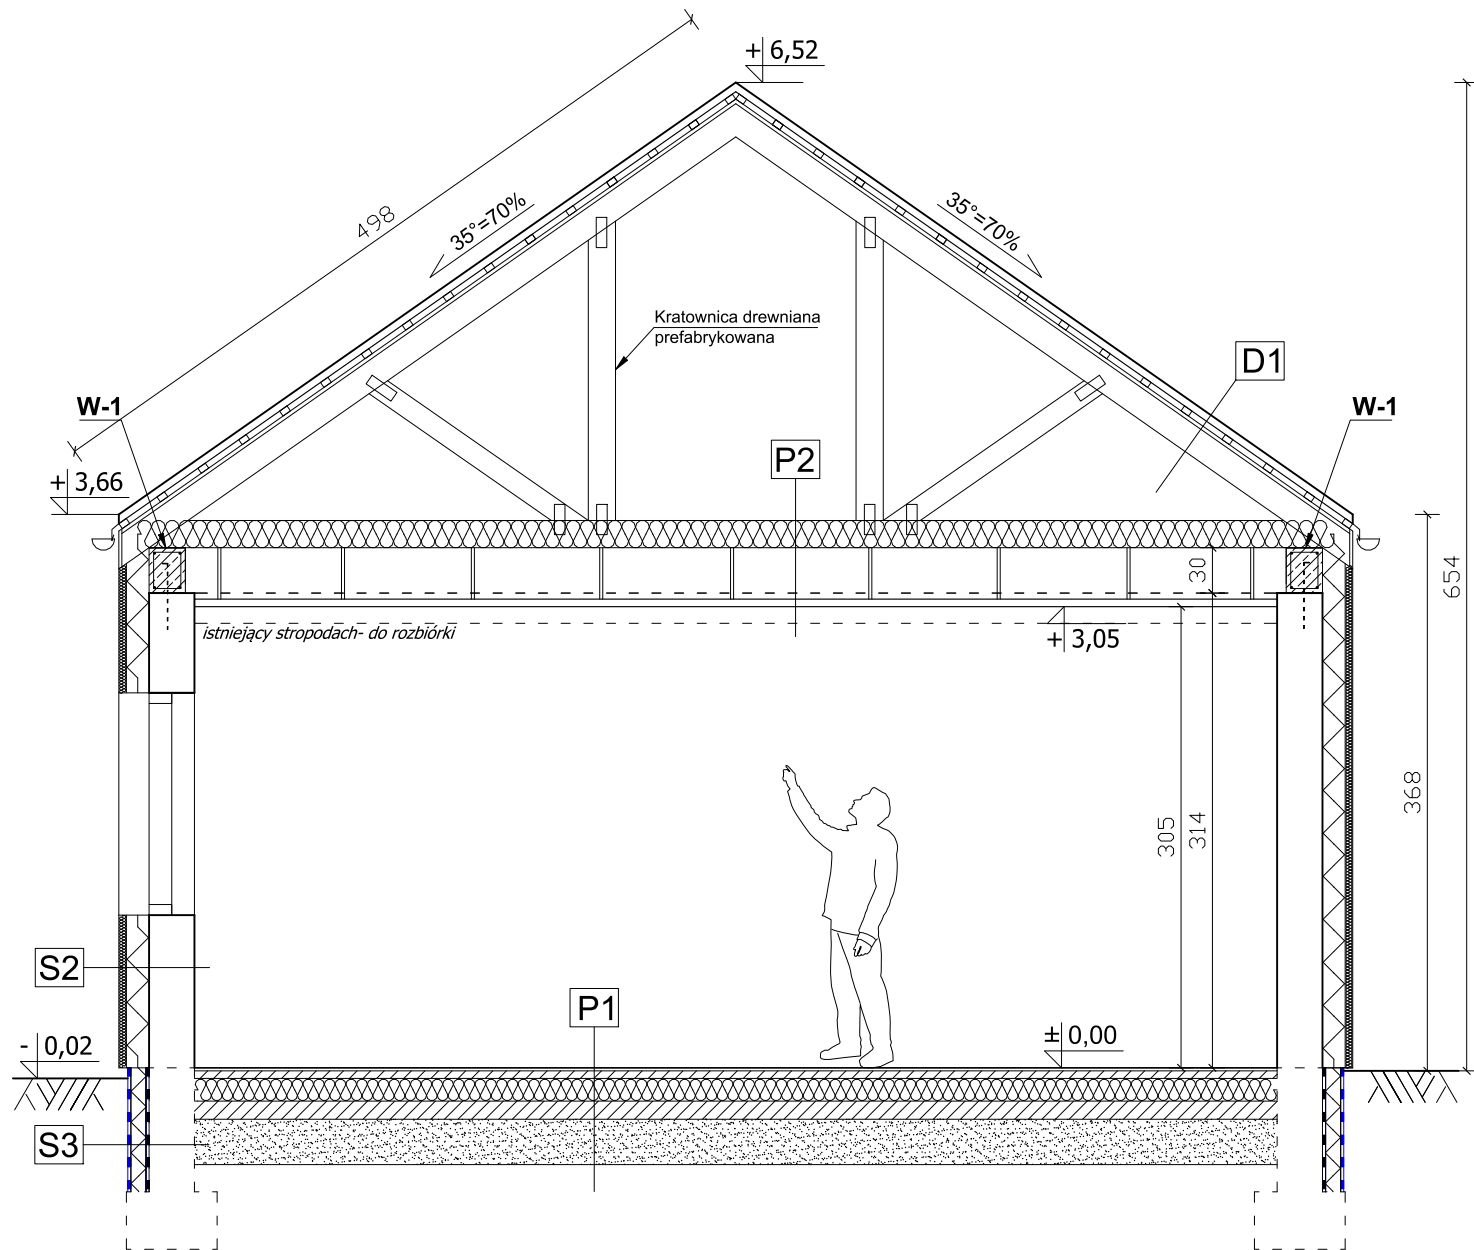 + 6,52
498
35°=70%
35°=70%
Kratownica drewniana
prefabrykowana
D1
W-1
W-1
P2
+ 3,66
30
654
istniejący stropodach- do rozbiórki
+ 3,05
368
305
314
S2
P1
- 0,02
± 0,00
S3